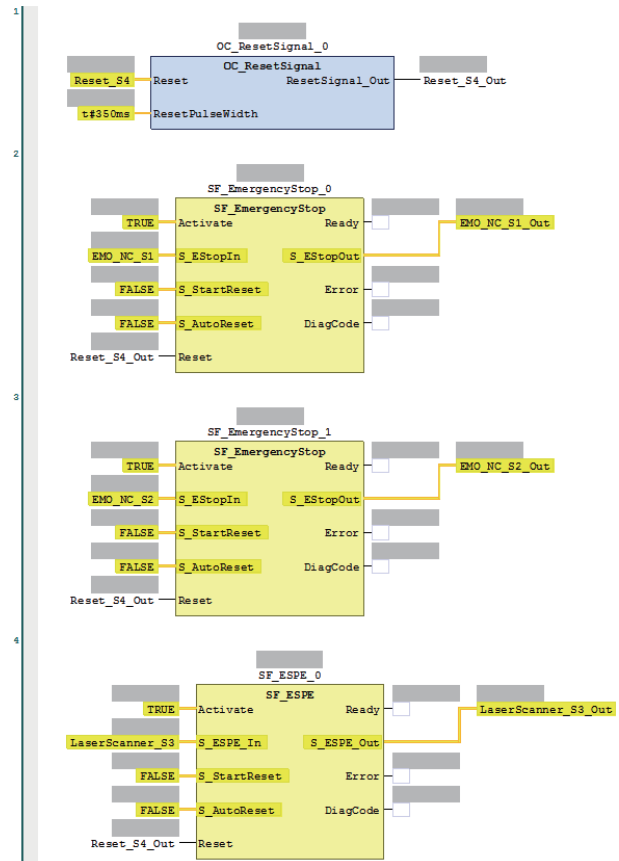 1
OC_ResetSignal_0
OC_ResetSignal
Reset_S4 Reset ResetSignal_Out Reset_S4_Out
t#350ms ResetPulseWidth
2
SF_EmergencyStop_0
SF_EmergencyStop
TRUE Activate Ready EMO_NC_S1_Out
EMO_NC_S1 S_EStopIn S_EStopOut
FALSE S_StartReset Error
FALSE S_AutoReset DiagCode
Reset_S4_Out Reset
3
SF_EmergencyStop_1
SF_EmergencyStop
TRUE Activate Ready EMO_NC_S2_Out
EMO_NC_S2 S_EStopIn S_EStopOut
FALSE S_StartReset Error
FALSE S_AutoReset DiagCode
Reset_S4_Out Reset
4
SF_ESPE_0
SF_ESPE
TRUE Activate Ready LaserScanner_S3_Out
LaserScanner_S3 S_ESPE_In S_ESPE_Out
FALSE S_StartReset Error
FALSE S_AutoReset DiagCode
Reset_S4_Out Reset